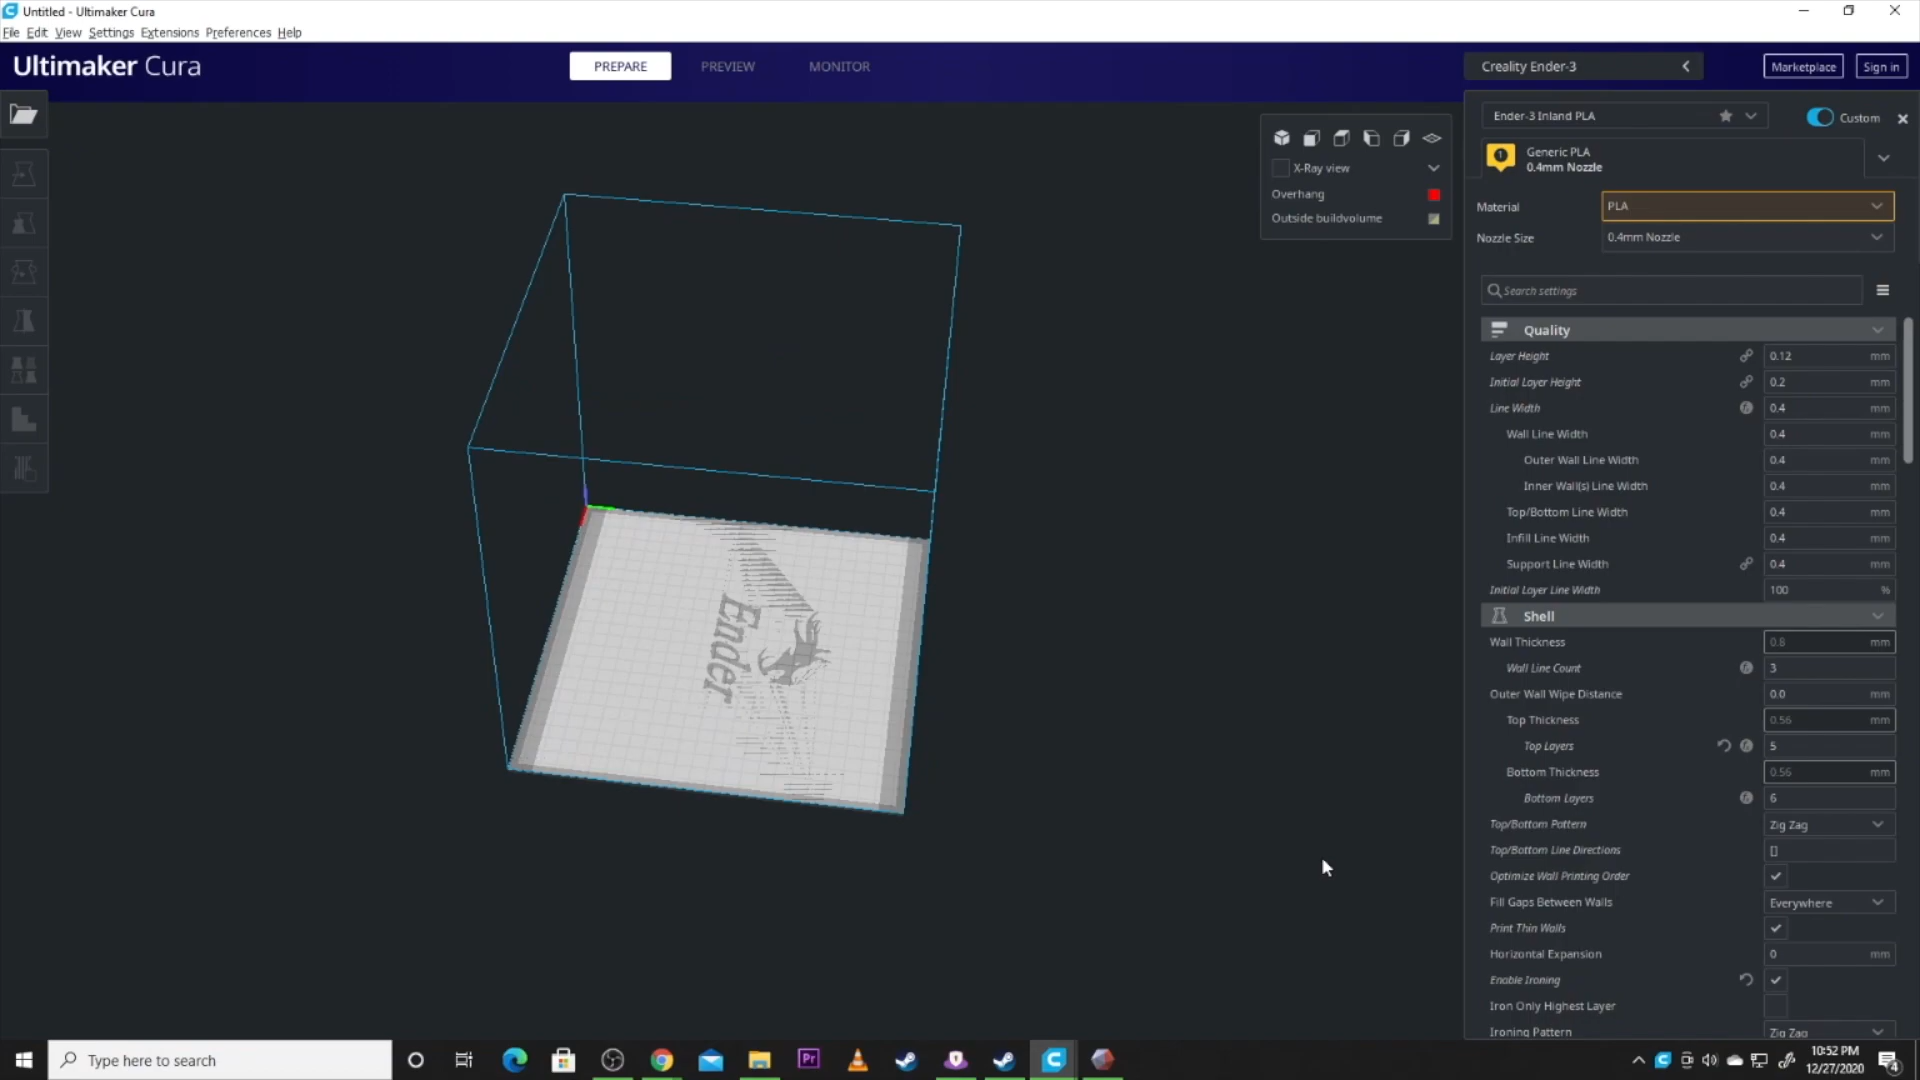 Untitled - Ultimaker Cura
File Edit View Settings Extensions Preferences Help
Ultimaker Cura
PREPARE
PREVIEW
MONITOR
Creality Ender-3
Marketplace
Sign in
Ender-3 Inland PLA
Custom
1
Generic PLA
0.4mm Nozzle
Material
PLA
Nozzle Size
0.4mm Nozzle
X-Ray view
Overhang
Outside buildvolume
Search settings
Quality
Layer Height 0.12 mm
Initial Layer Height 0.2 mm
Line Width 0.4 mm
Wall Line Width 0.4 mm
Outer Wall Line Width 0.4 mm
Inner Wall(s) Line Width 0.4 mm
Top/Bottom Line Width 0.4 mm
Infill Line Width 0.4 mm
Support Line Width 0.4 mm
Initial Layer Line Width 100 %
Shell
Wall Thickness 0.8 mm
Wall Line Count 3
Outer Wall Wipe Distance 0.0 mm
Top Thickness 0.56 mm
Top Layers 5
Bottom Thickness 0.56 mm
Bottom Layers 6
Top/Bottom Pattern Zig Zag
Top/Bottom Line Directions []
Optimize Wall Printing Order
Fill Gaps Between Walls Everywhere
Print Thin Walls
Horizontal Expansion 0 mm
Enable Ironing
Iron Only Highest Layer
Ironing Pattern Zig Zag
Ender
Type here to search
Pr
10:52 PM
12/27/2020
4